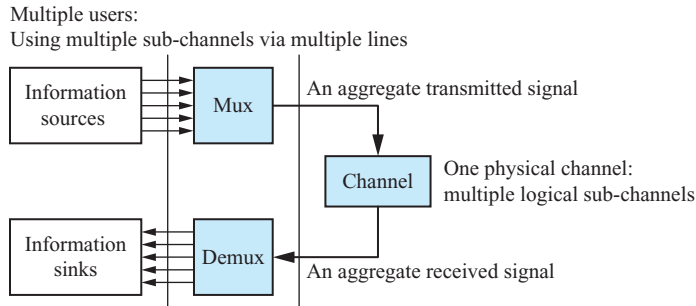 Multiple users:
Using multiple sub-channels via multiple lines
Information
sources
Mux
An aggregate transmitted signal
Channel
One physical channel:
multiple logical sub-channels
Information
sinks
Demux
An aggregate received signal